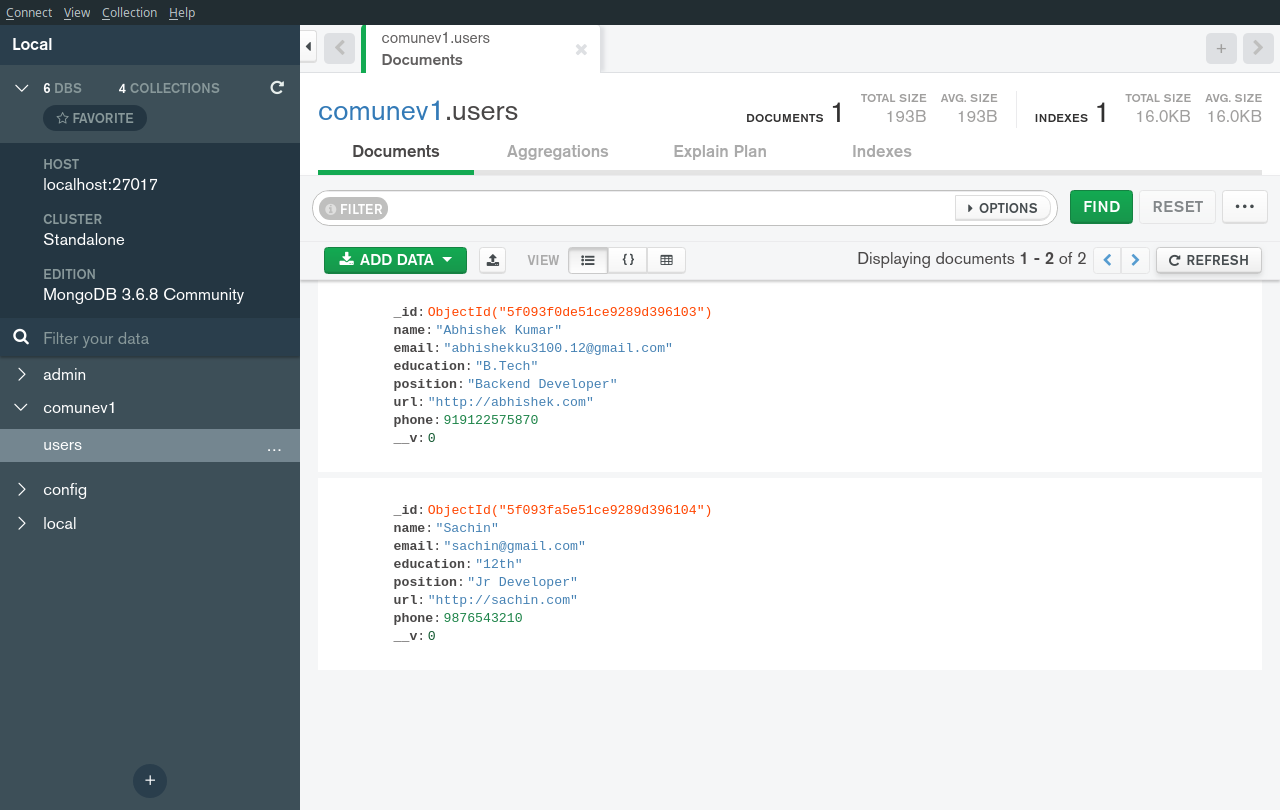 Connect View Collection Help
Local
6 DBS 4 COLLECTIONS
FAVORITE
HOST
localhost:27017
CLUSTER
Standalone
EDITION
MongoDB 3.6.8 Community
Filter your data
admin
comunev1
users ...
config
local
+
comunev1.users
Documents
+
comunev1.users
DOCUMENTS 1 TOTAL SIZE 193B AVG. SIZE 193B INDEXES 1 TOTAL SIZE 16.0KB AVG. SIZE 16.0KB
Documents Aggregations Explain Plan Indexes
FILTER OPTIONS FIND RESET ...
ADD DATA VIEW {} Displaying documents 1 - 2 of 2 < > REFRESH
_id: ObjectId("5f093f0de51ce9289d396103")
name: "Abhishek Kumar"
email: "abhishekku3100.12@gmail.com"
education: "B.Tech"
position: "Backend Developer"
url: "http://abhishek.com"
phone: 919122575870
__v: 0
_id: ObjectId("5f093fa5e51ce9289d396104")
name: "Sachin"
email: "sachin@gmail.com"
education: "12th"
position: "Jr Developer"
url: "http://sachin.com"
phone: 9876543210
__v: 0